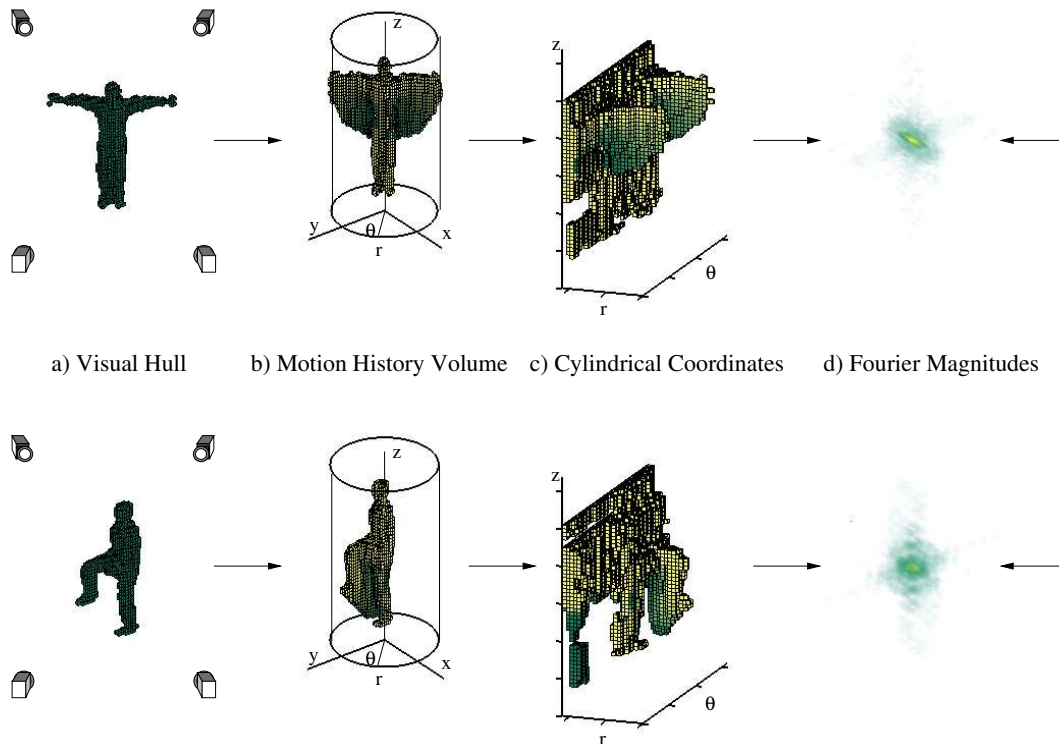 z
y
θ
r
x
z
r
θ
a) Visual Hull
b) Motion History Volume
c) Cylindrical Coordinates
d) Fourier Magnitudes
z
y
θ
r
x
z
r
θ